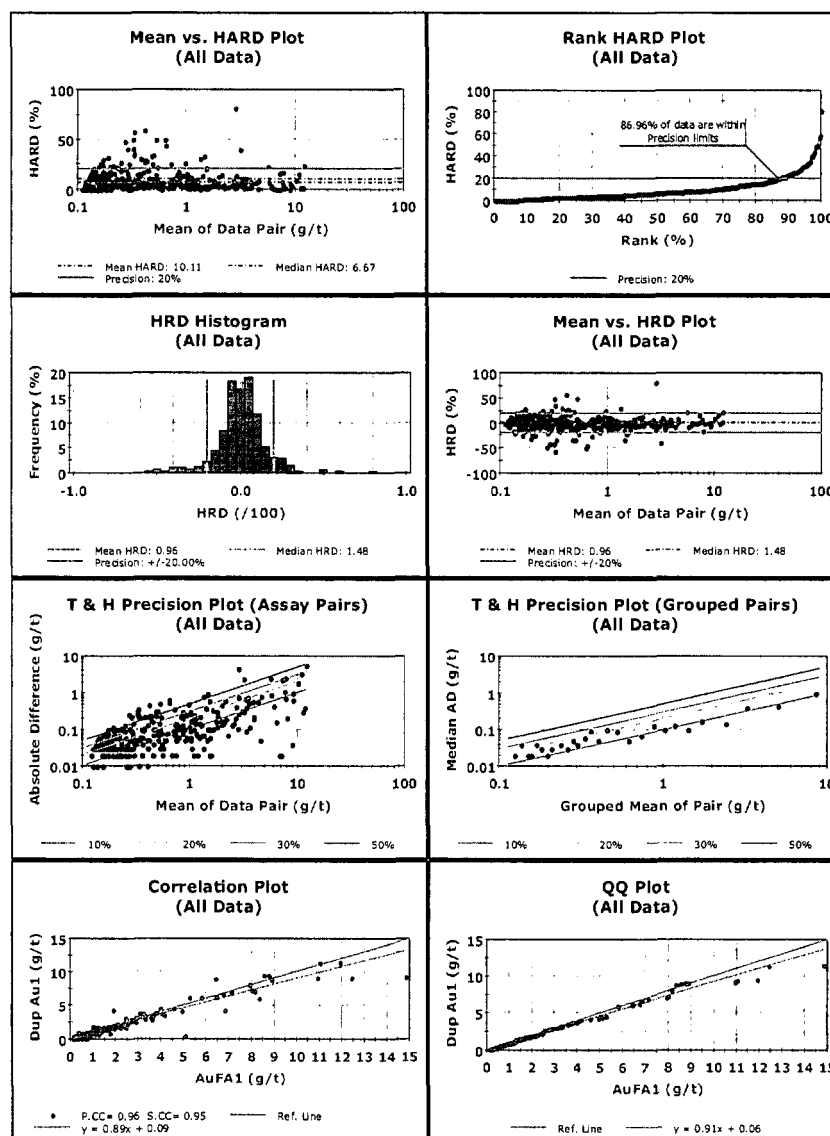 Mean vs. HARD Plot
(All Data)
HARD (%)
100
50
0
0.1 1 10 100
Mean of Data Pair (g/t)
Mean HARD: 10.11 Median HARD: 6.67
Precision: 20%
Rank HARD Plot
(All Data)
HARD (%)
100
80
60
40
20
0
86.96% of data are within
Precision limits
0 10 20 30 40 50 60 70 80 90 100
Rank (%)
Precision: 20%
HRD Histogram
(All Data)
Frequency (%)
20
15
10
5
0
-1.0 0.0 1.0
HRD (/100)
Mean HRD: 0.96 Median HRD: 1.48
Precision: +/-20.00%
Mean vs. HRD Plot
(All Data)
HRD (%)
100
50
0
-50
-100
0.1 1 10 100
Mean of Data Pair (g/t)
Mean HRD: 0.96 Median HRD: 1.48
Precision: +/-20%
T & H Precision Plot (Assay Pairs)
(All Data)
Absolute Difference (g/t)
10
1
0.1
0.01
0.1 1 10 100
Mean of Data Pair (g/t)
10% 20% 30% 50%
T & H Precision Plot (Grouped Pairs)
(All Data)
Median AD (g/t)
10
1
0.1
0.01
0.1 1 10
Grouped Mean of Pair (g/t)
10% 20% 30% 50%
Correlation Plot
(All Data)
Dup Au1 (g/t)
15
10
5
0
0 1 2 3 4 5 6 7 8 9 10 11 12 13 14 15
AuFA1 (g/t)
P.CC= 0.96 S.CC= 0.95 Ref. Line
y = 0.89x + 0.09
QQ Plot
(All Data)
Dup Au1 (g/t)
15
10
5
0
0 1 2 3 4 5 6 7 8 9 10 11 12 13 14 15
AuFA1 (g/t)
Ref. Line y = 0.91x + 0.06